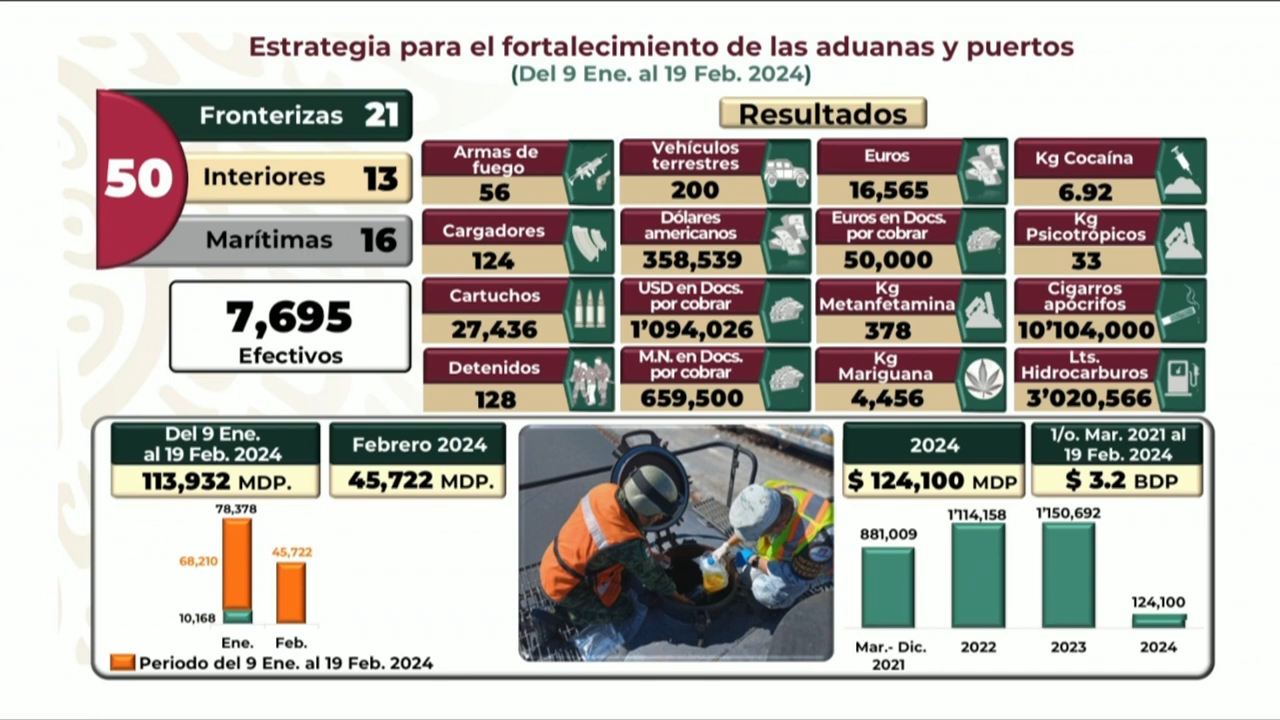 Estrategia para el fortalecimiento de las aduanas y puertos
(Del 9 Ene. al 19 Feb. 2024)
50
Fronterizas 21
Interiores 13
Marítimas 16
7,695
Efectivos
Resultados
Armas de
fuego
56
Vehículos
terrestres
200
Euros
16,565
Kg Cocaína
6.92
Cargadores
124
Dólares
americanos
358,539
Euros en Docs.
por cobrar
50,000
Kg
Psicotrópicos
33
Cartuchos
27,436
USD en Docs.
por cobrar
1'094,026
Kg
Metanfetamina
378
Cigarros
apócrifos
10'104,000
Detenidos
128
M.N. en Docs.
por cobrar
659,500
Kg
Mariguana
4,456
Lts.
Hidrocarburos
3'020,566
Del 9 Ene.
al 19 Feb. 2024
113,932 MDP.
Febrero 2024
45,722 MDP.
78,378
68,210
45,722
10,168
Ene.
Feb.
Periodo del 9 Ene. al 19 Feb. 2024
2024
$ 124,100 MDP
1/o. Mar. 2021 al
19 Feb. 2024
$ 3.2 BDP
881,009
1'114,158
1'150,692
124,100
Mar.- Dic.
2021
2022
2023
2024